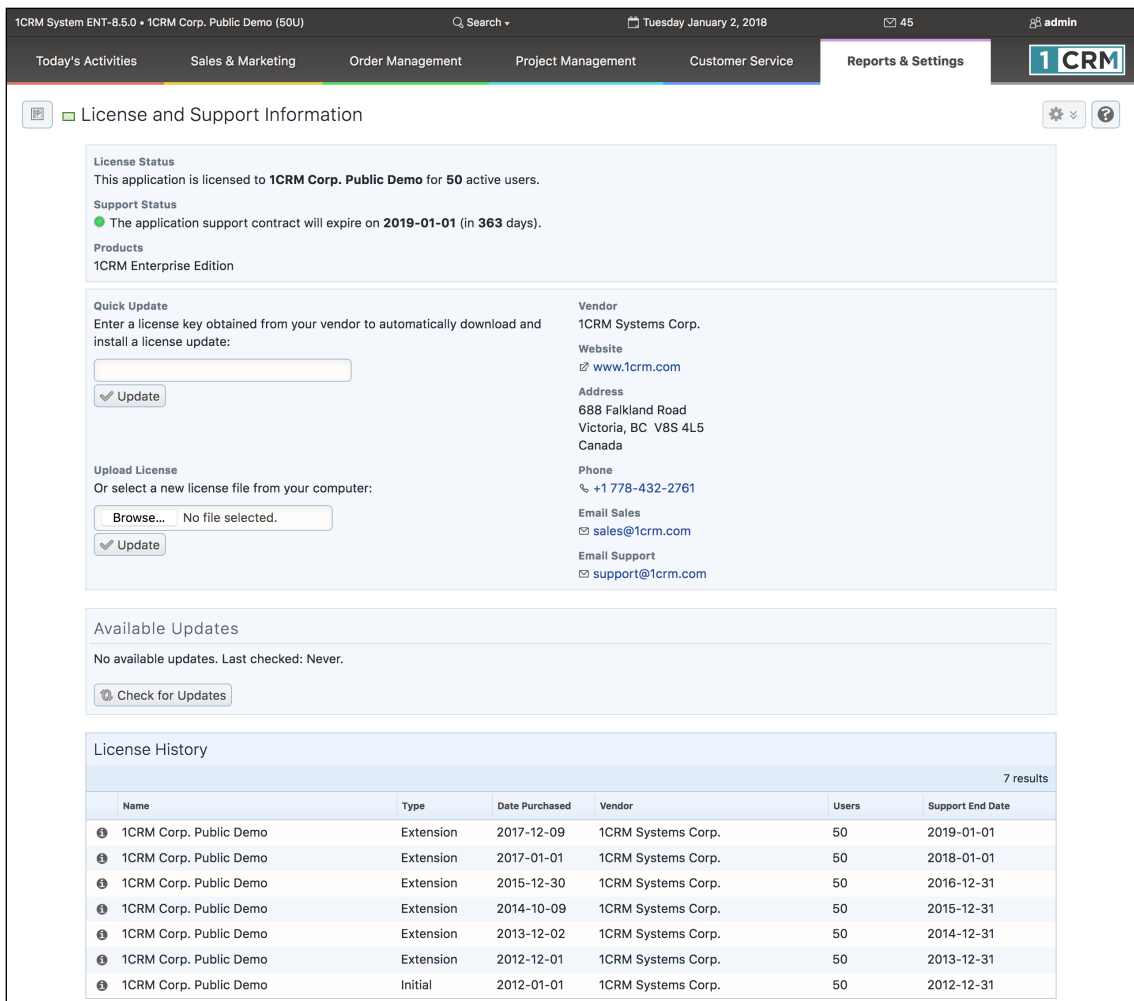 1CRM System ENT-8.5.0 • 1CRM Corp. Public Demo (50U) Search Tuesday January 2, 2018 45 admin
Today's Activities Sales & Marketing Order Management Project Management Customer Service Reports & Settings 1 CRM
License and Support Information
License Status
This application is licensed to 1CRM Corp. Public Demo for 50 active users.
Support Status
The application support contract will expire on 2019-01-01 (in 363 days).
Products
1CRM Enterprise Edition
Quick Update
Enter a license key obtained from your vendor to automatically download and
install a license update:
Update
Upload License
Or select a new license file from your computer:
Browse... No file selected.
Update
Vendor
1CRM Systems Corp.
Website
www.1crm.com
Address
688 Falkland Road
Victoria, BC V8S 4L5
Canada
Phone
+1 778-432-2761
Email Sales
sales@1crm.com
Email Support
support@1crm.com
Available Updates
No available updates. Last checked: Never.
Check for Updates
License History
7 results
Name Type Date Purchased Vendor Users Support End Date
1CRM Corp. Public Demo Extension 2017-12-09 1CRM Systems Corp. 50 2019-01-01
1CRM Corp. Public Demo Extension 2017-01-01 1CRM Systems Corp. 50 2018-01-01
1CRM Corp. Public Demo Extension 2015-12-30 1CRM Systems Corp. 50 2016-12-31
1CRM Corp. Public Demo Extension 2014-10-09 1CRM Systems Corp. 50 2015-12-31
1CRM Corp. Public Demo Extension 2013-12-02 1CRM Systems Corp. 50 2014-12-31
1CRM Corp. Public Demo Extension 2012-12-01 1CRM Systems Corp. 50 2013-12-31
1CRM Corp. Public Demo Initial 2012-01-01 1CRM Systems Corp. 50 2012-12-31